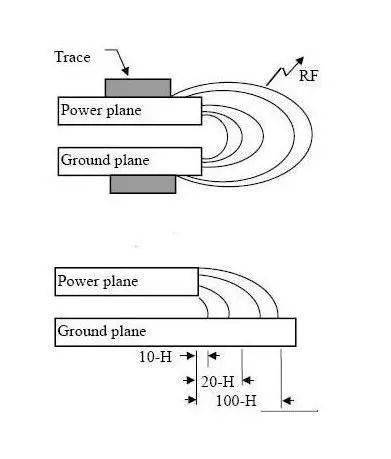 Trace
RF
Power plane
Ground plane
Power plane
Ground plane
10-H
20-H
100-H